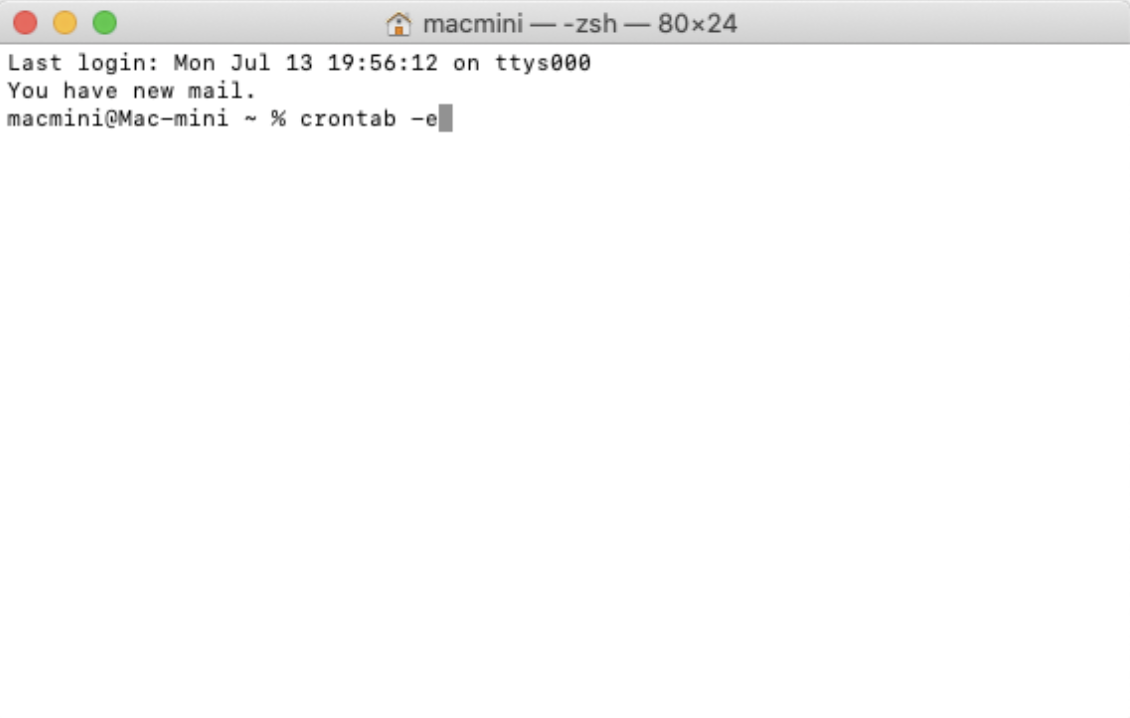 macmini — -zsh — 80×24
Last login: Mon Jul 13 19:56:12 on ttys000
You have new mail.
macmini@Mac-mini ~ % crontab -e